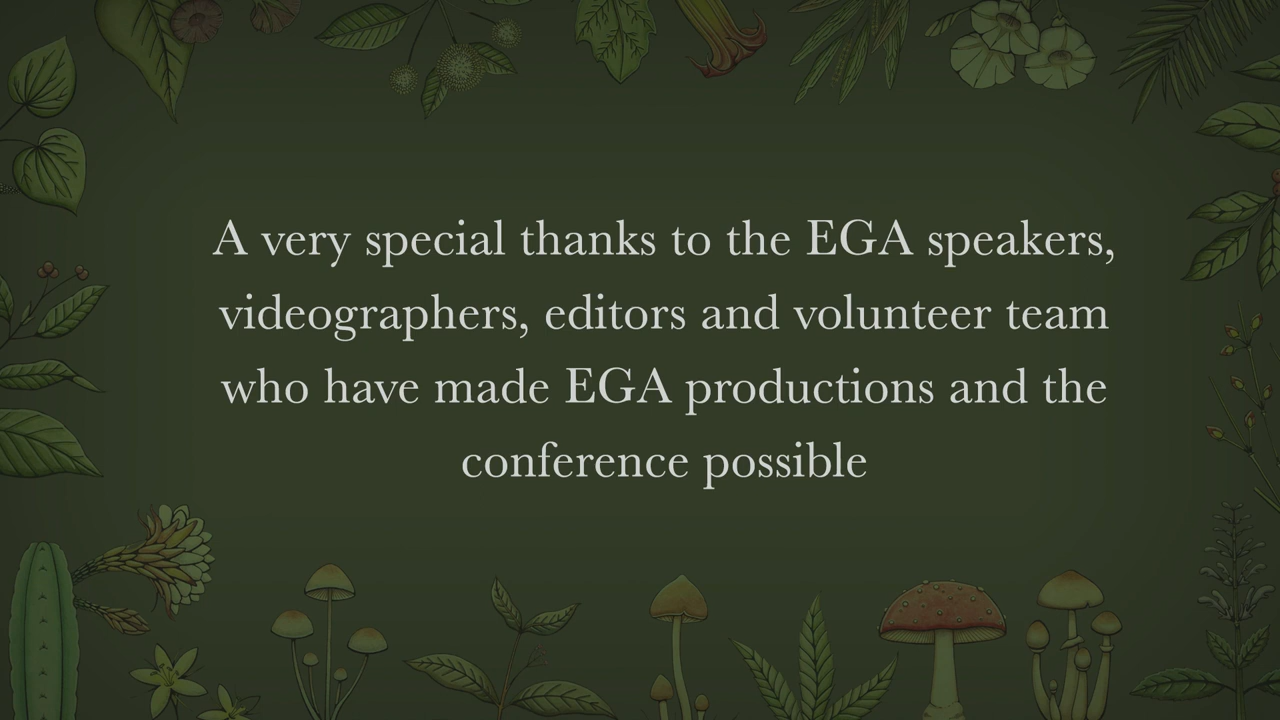 A very special thanks to the EGA speakers,
videographers, editors and volunteer team
who have made EGA productions and the
conference possible